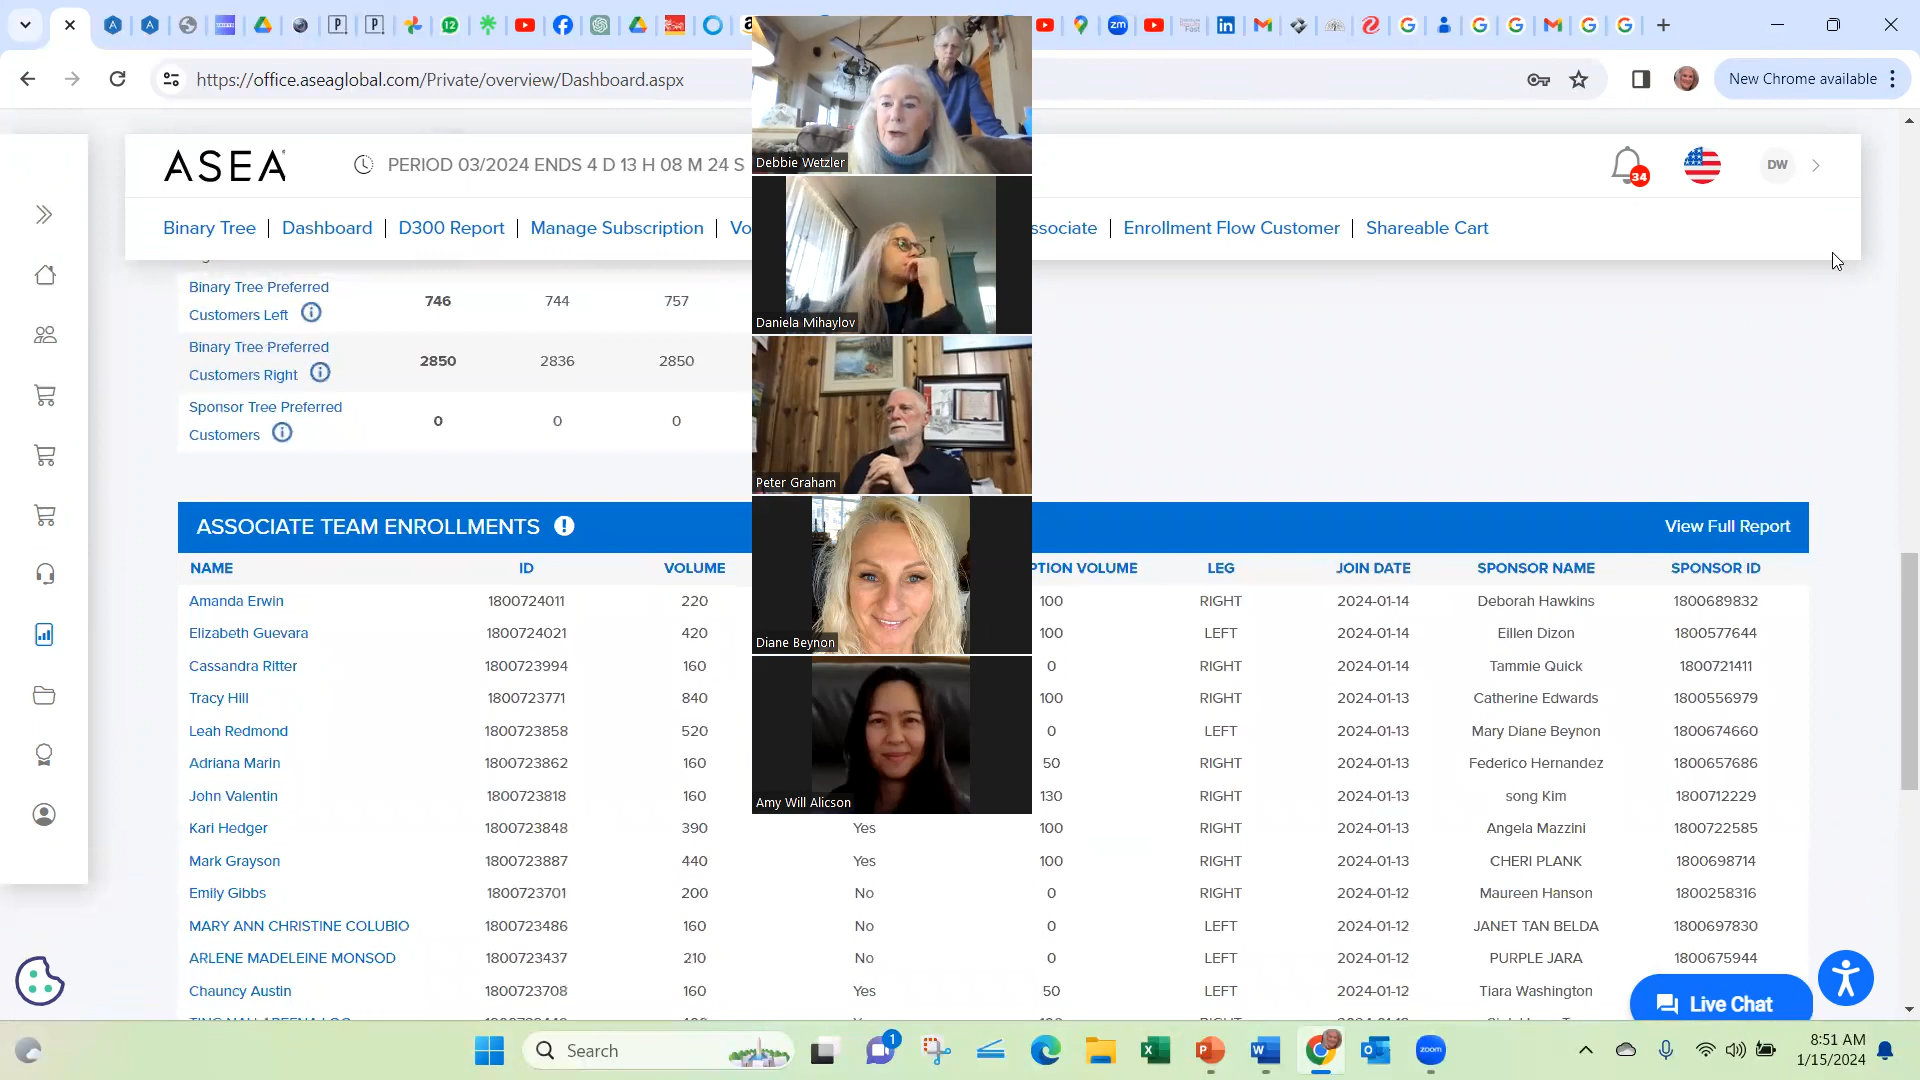 https://office.aseaglobal.com/Private/overview/Dashboard.aspx
New Chrome available
ASEA
PERIOD 03/2024 ENDS 4 D 13 H 08 M 24 S
34
DW
Binary Tree | Dashboard | D300 Report | Manage Subscription | Vo
ssociate | Enrollment Flow Customer | Shareable Cart
Binary Tree Preferred
Customers Left 746 744 757
Binary Tree Preferred
Customers Right 2850 2836 2850
Sponsor Tree Preferred
Customers 0 0 0
Debbie Wetzler
Daniela Mihaylov
Peter Graham
Diane Beynon
Amy Will Alicson
ASSOCIATE TEAM ENROLLMENTS View Full Report
NAME ID VOLUME PTION VOLUME LEG JOIN DATE SPONSOR NAME SPONSOR ID
Amanda Erwin 1800724011 220 100 RIGHT 2024-01-14 Deborah Hawkins 1800689832
Elizabeth Guevara 1800724021 420 100 LEFT 2024-01-14 Eillen Dizon 1800577644
Cassandra Ritter 1800723994 160 0 RIGHT 2024-01-14 Tammie Quick 1800721411
Tracy Hill 1800723771 840 100 RIGHT 2024-01-13 Catherine Edwards 1800556979
Leah Redmond 1800723858 520 0 LEFT 2024-01-13 Mary Diane Beynon 1800674660
Adriana Marin 1800723862 160 50 RIGHT 2024-01-13 Federico Hernandez 1800657686
John Valentin 1800723818 160 130 RIGHT 2024-01-13 song Kim 1800712229
Kari Hedger 1800723848 390 Yes 100 RIGHT 2024-01-13 Angela Mazzini 1800722585
Mark Grayson 1800723887 440 Yes 100 RIGHT 2024-01-13 CHERI PLANK 1800698714
Emily Gibbs 1800723701 200 No 0 RIGHT 2024-01-12 Maureen Hanson 1800258316
MARY ANN CHRISTINE COLUBIO 1800723486 160 No 0 LEFT 2024-01-12 JANET TAN BELDA 1800697830
ARLENE MADELEINE MONSOD 1800723437 210 No 0 LEFT 2024-01-12 PURPLE JARA 1800675944
Chauncy Austin 1800723708 160 Yes 50 LEFT 2024-01-12 Tiara Washington
Live Chat
Search
1
zoom
8:51 AM
1/15/2024